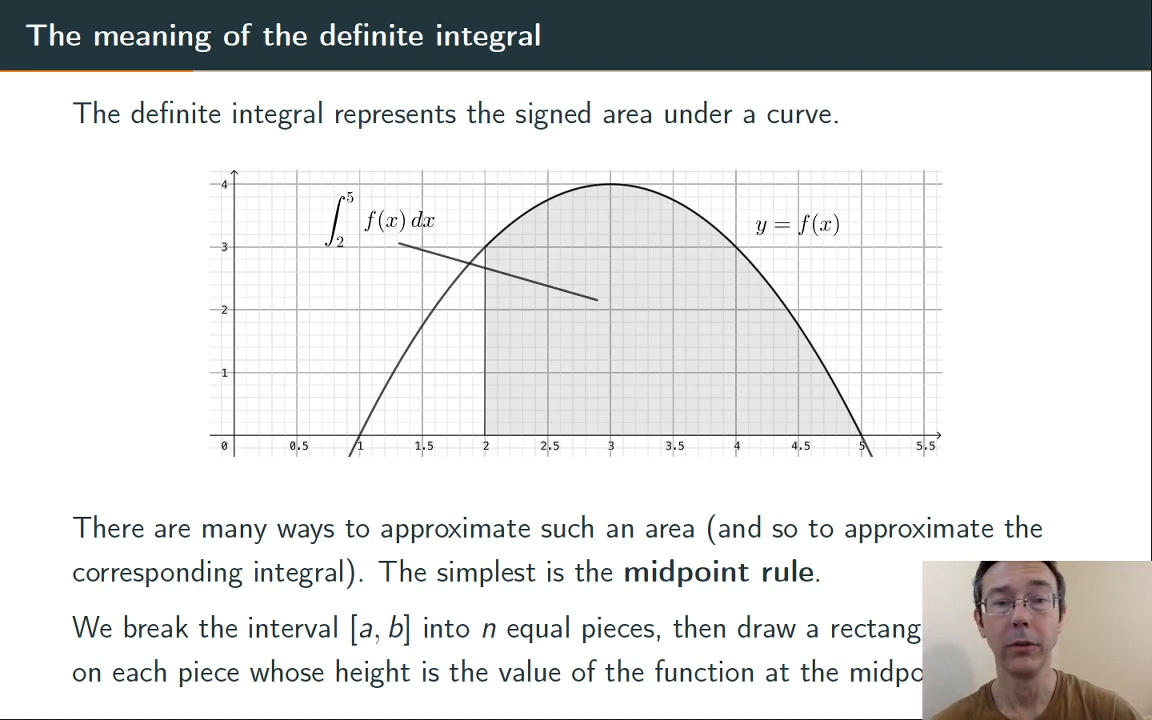 The meaning of the definite integral
The definite integral represents the signed area under a curve.
4
∫₂⁵ f(x) dx
y = f(x)
3
2
1
0 0.5 1 1.5 2 2.5 3 3.5 4 4.5 5 5.5
There are many ways to approximate such an area (and so to approximate the
corresponding integral). The simplest is the midpoint rule.
We break the interval [a, b] into n equal pieces, then draw a
on each piece whose height is the value of the function at the